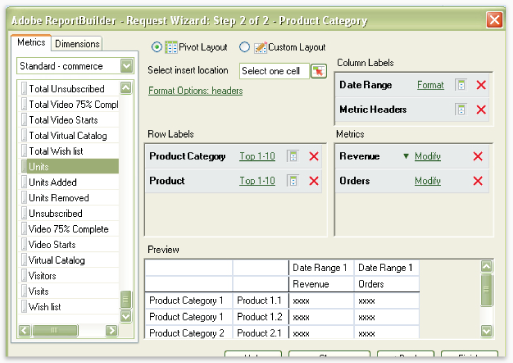 Adobe ReportBuilder - Request Wizard: Step 2 of 2 - Product Category
Metrics Dimensions
Standard - commerce
Total Unsubscribed
Total Video 75% Compl
Total Video Starts
Total Virtual Catalog
Total Wish list
Units
Units Added
Units Removed
Unsubscribed
Video 75% Complete
Video Starts
Virtual Catalog
Visitors
Visits
Wish list
Pivot Layout Custom Layout
Select insert location Select one cell
Format Options: headers
Column Labels
Date Range Format
Metric Headers
Row Labels
Product Category Top 1-10
Product Top 1-10
Metrics
Revenue Modify
Orders Modify
Preview
Date Range 1 Date Range 1
Revenue Orders
Product Category 1 Product 1.1 xxxx xxxx
Product Category 1 Product 1.2 xxxx xxxx
Product Category 2 Product 2.1 xxxx xxxx